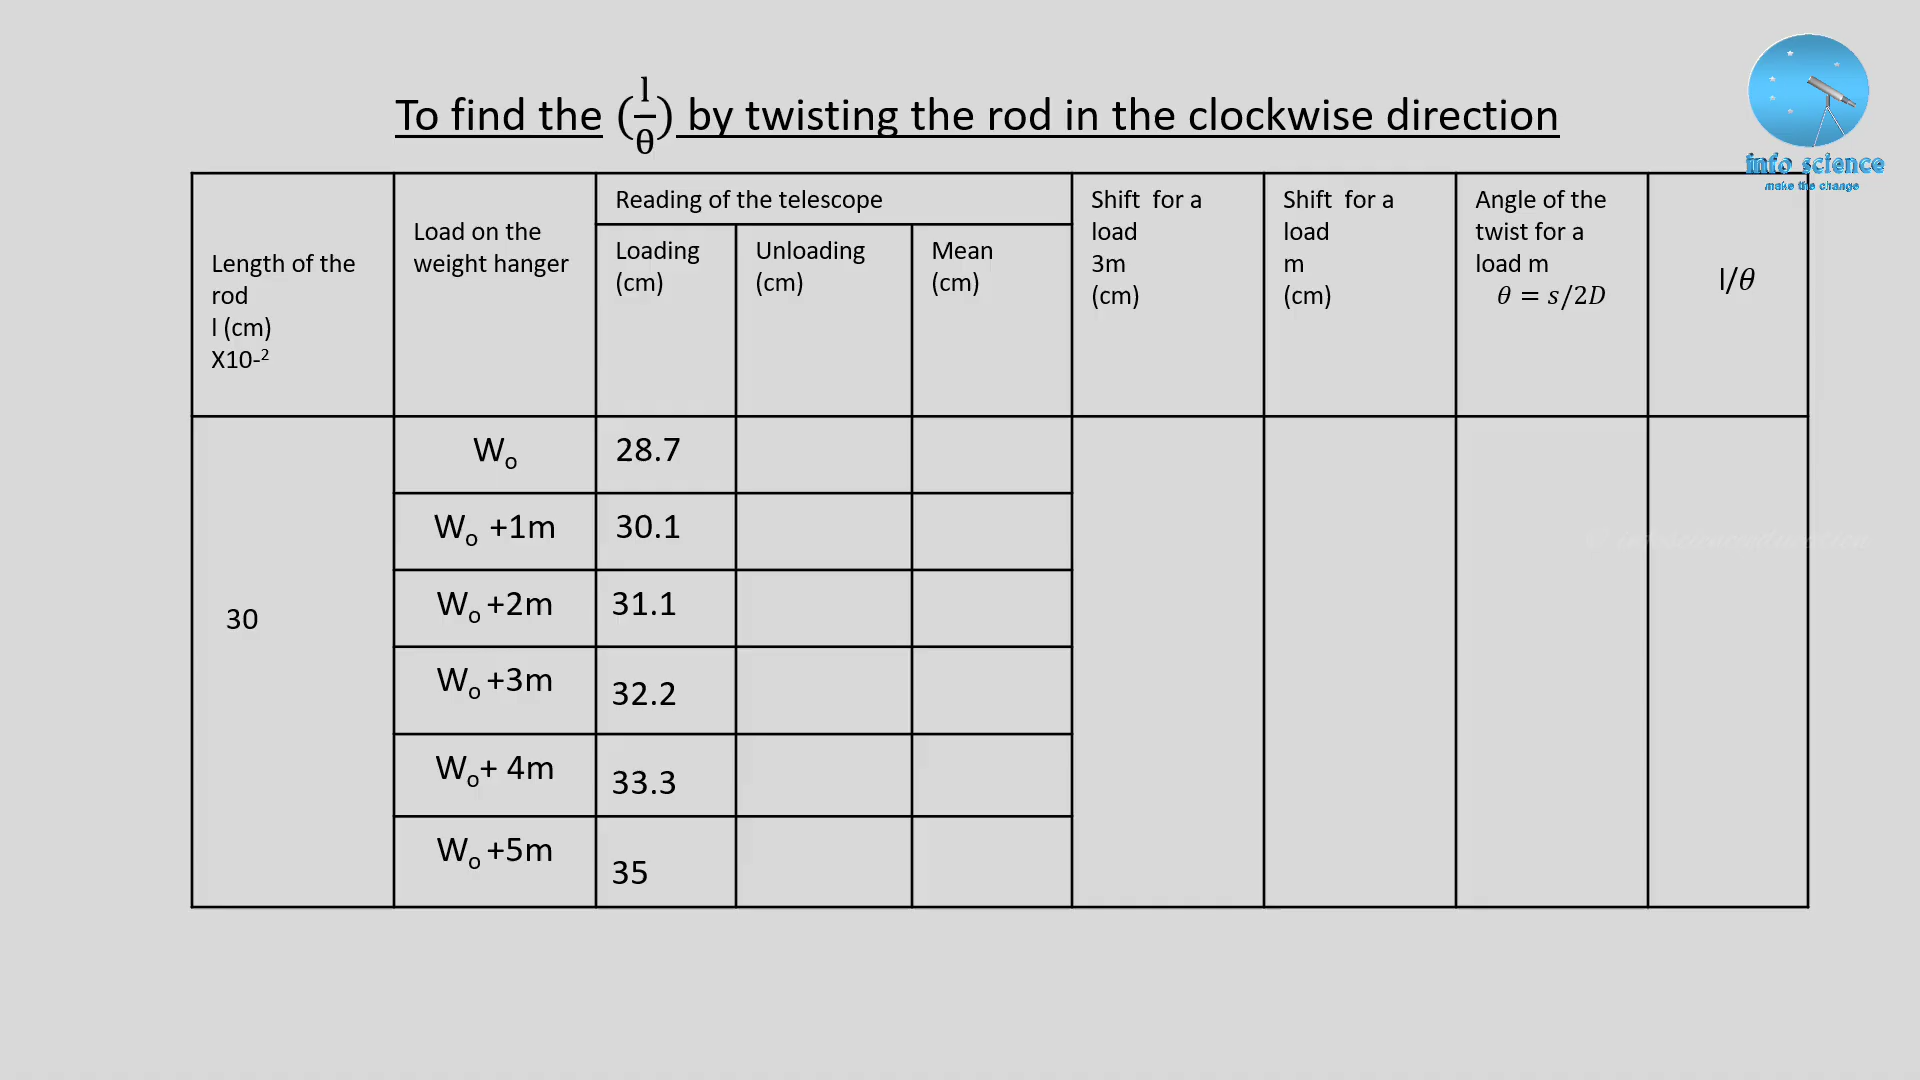 To find the (l/θ) by twisting the rod in the clockwise direction
info science
make the change
Length of the
rod
l (cm)
X10-²
Load on the
weight hanger
Reading of the telescope
Loading
(cm)
Unloading
(cm)
Mean
(cm)
Shift for a
load
3m
(cm)
Shift for a
load
m
(cm)
Angle of the
twist for a
load m
θ = s/2D
l/θ
30
Wₒ
28.7
Wₒ +1m
30.1
Wₒ +2m
31.1
Wₒ +3m
32.2
Wₒ+ 4m
33.3
Wₒ +5m
35